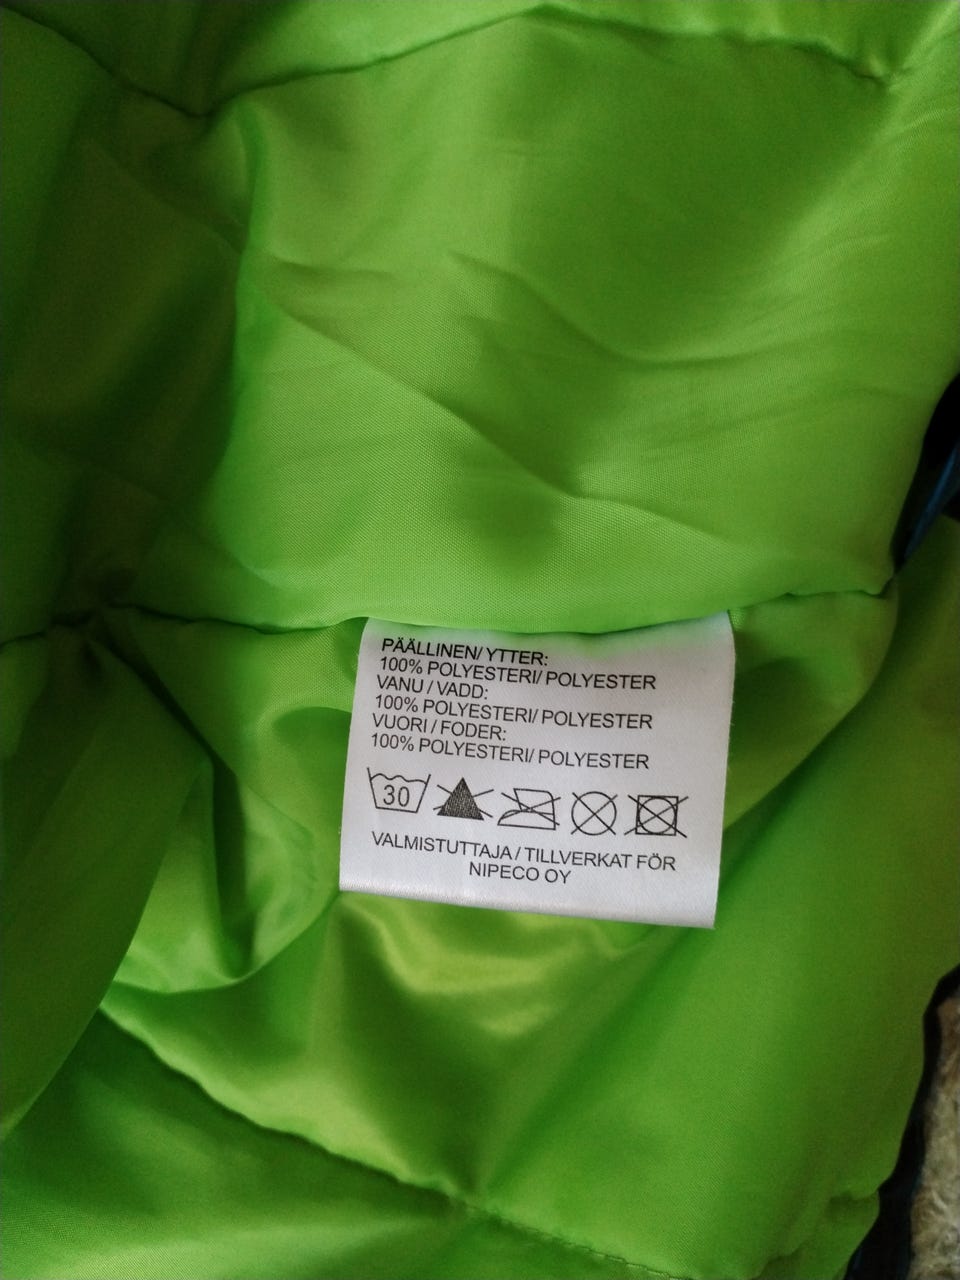 PÄÄLLINEN/ YTTER:
100% POLYESTERI/ POLYESTER
VANU / VADD:
100% POLYESTERI/ POLYESTER
VUORI / FODER:
100% POLYESTERI/ POLYESTER
30
VALMISTUTTAJA / TILLVERKAT FÖR
NIPECO OY